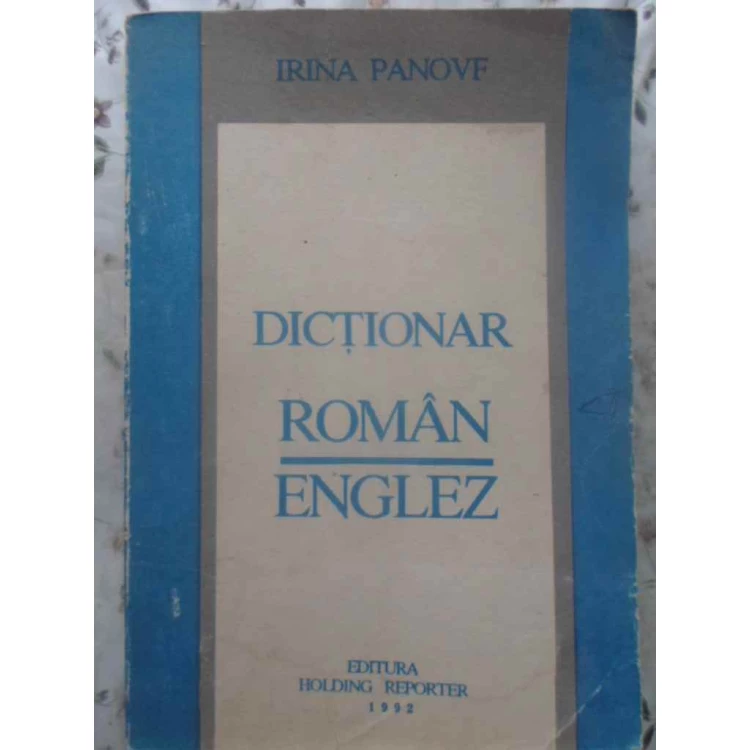 IRINA PANOVF
DICȚIONAR
ROMÂN
ENGLEZ
EDITURA
HOLDING REPORTER
1992